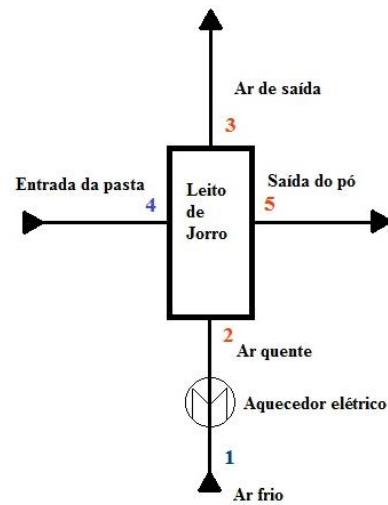 Ar de saída
3
Entrada da pasta
4
Leito
de
Jorro
Saída do pó
5
2
Ar quente
Aquecedor elétrico
1
Ar frio